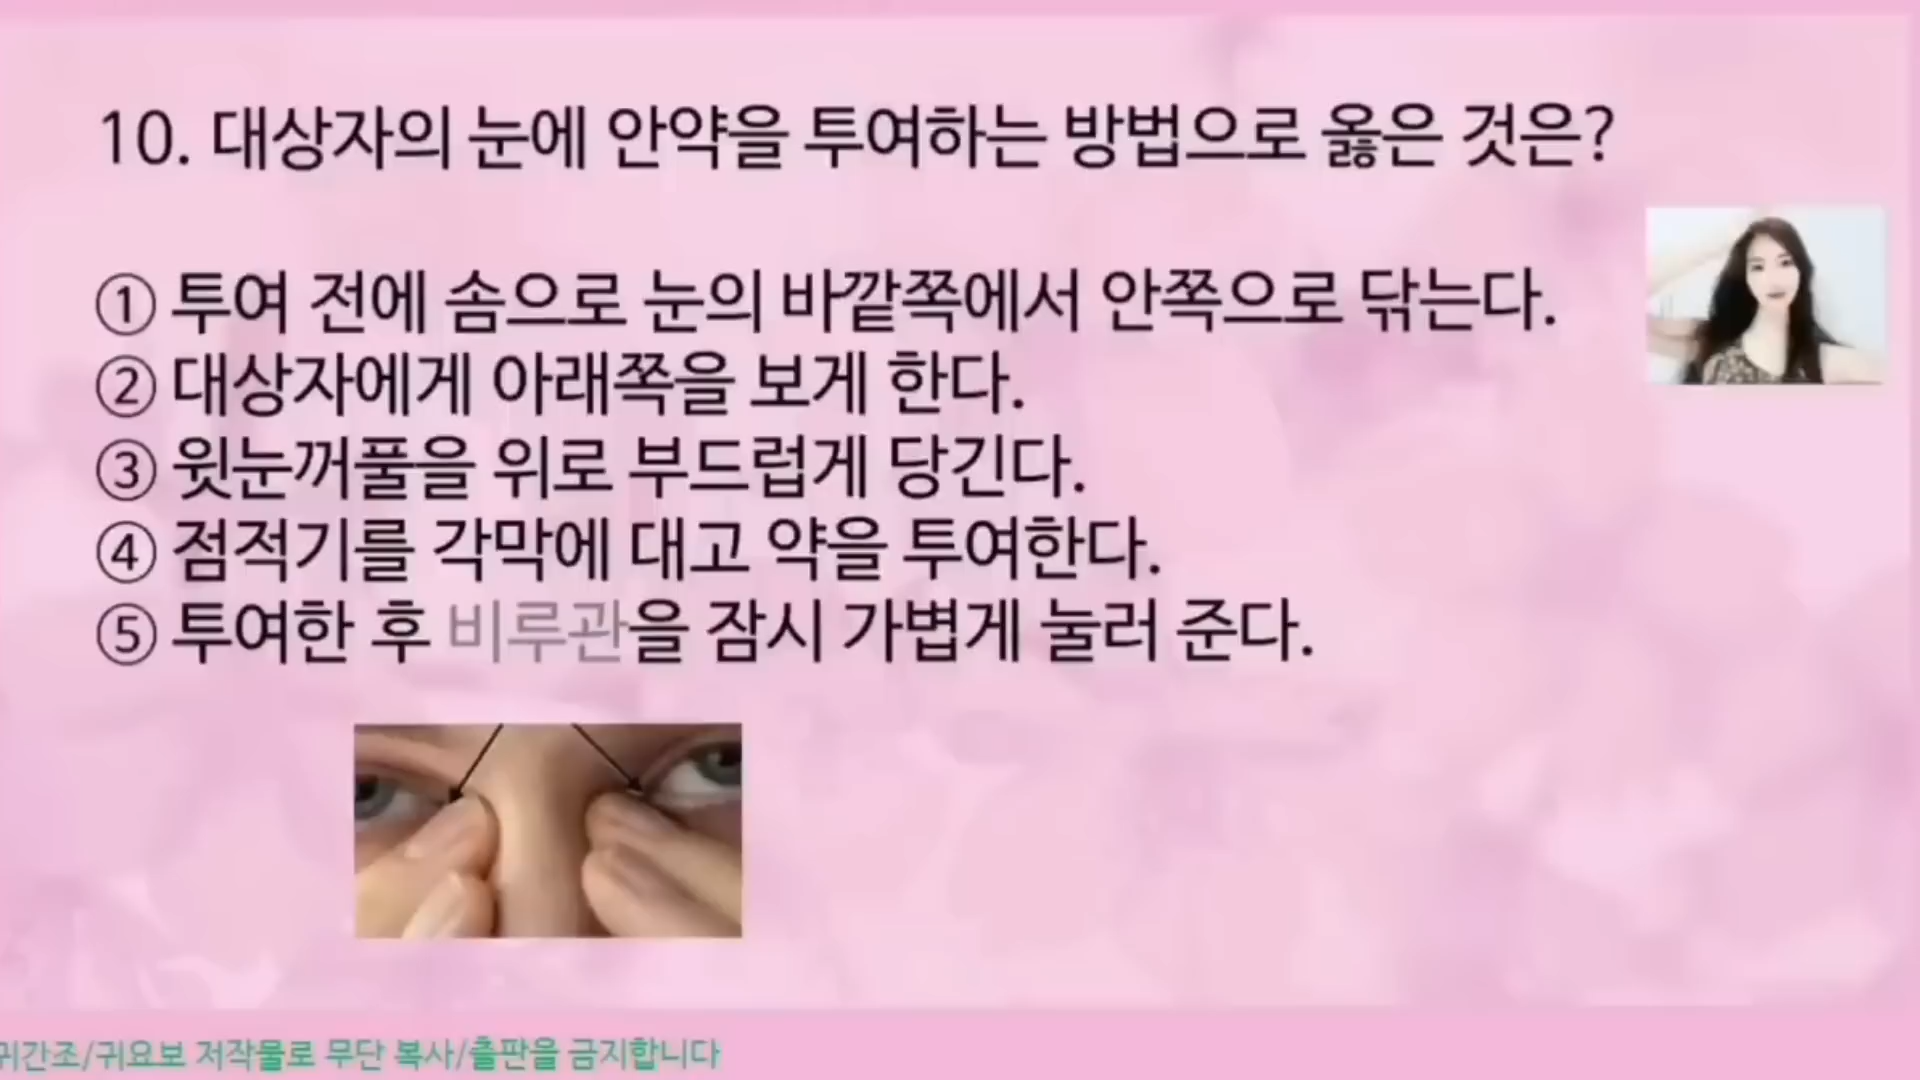 10. 대상자의 눈에 안약을 투여하는 방법으로 옳은 것은?
① 투여 전에 솜으로 눈의 바깥쪽에서 안쪽으로 닦는다.
② 대상자에게 아래쪽을 보게 한다.
③ 윗눈꺼풀을 위로 부드럽게 당긴다.
④ 점적기를 각막에 대고 약을 투여한다.
⑤ 투여한 후 비루관을 잠시 가볍게 눌러 준다.
귀간조/귀요보 저작물로 무단 복사/출판을 금지합니다